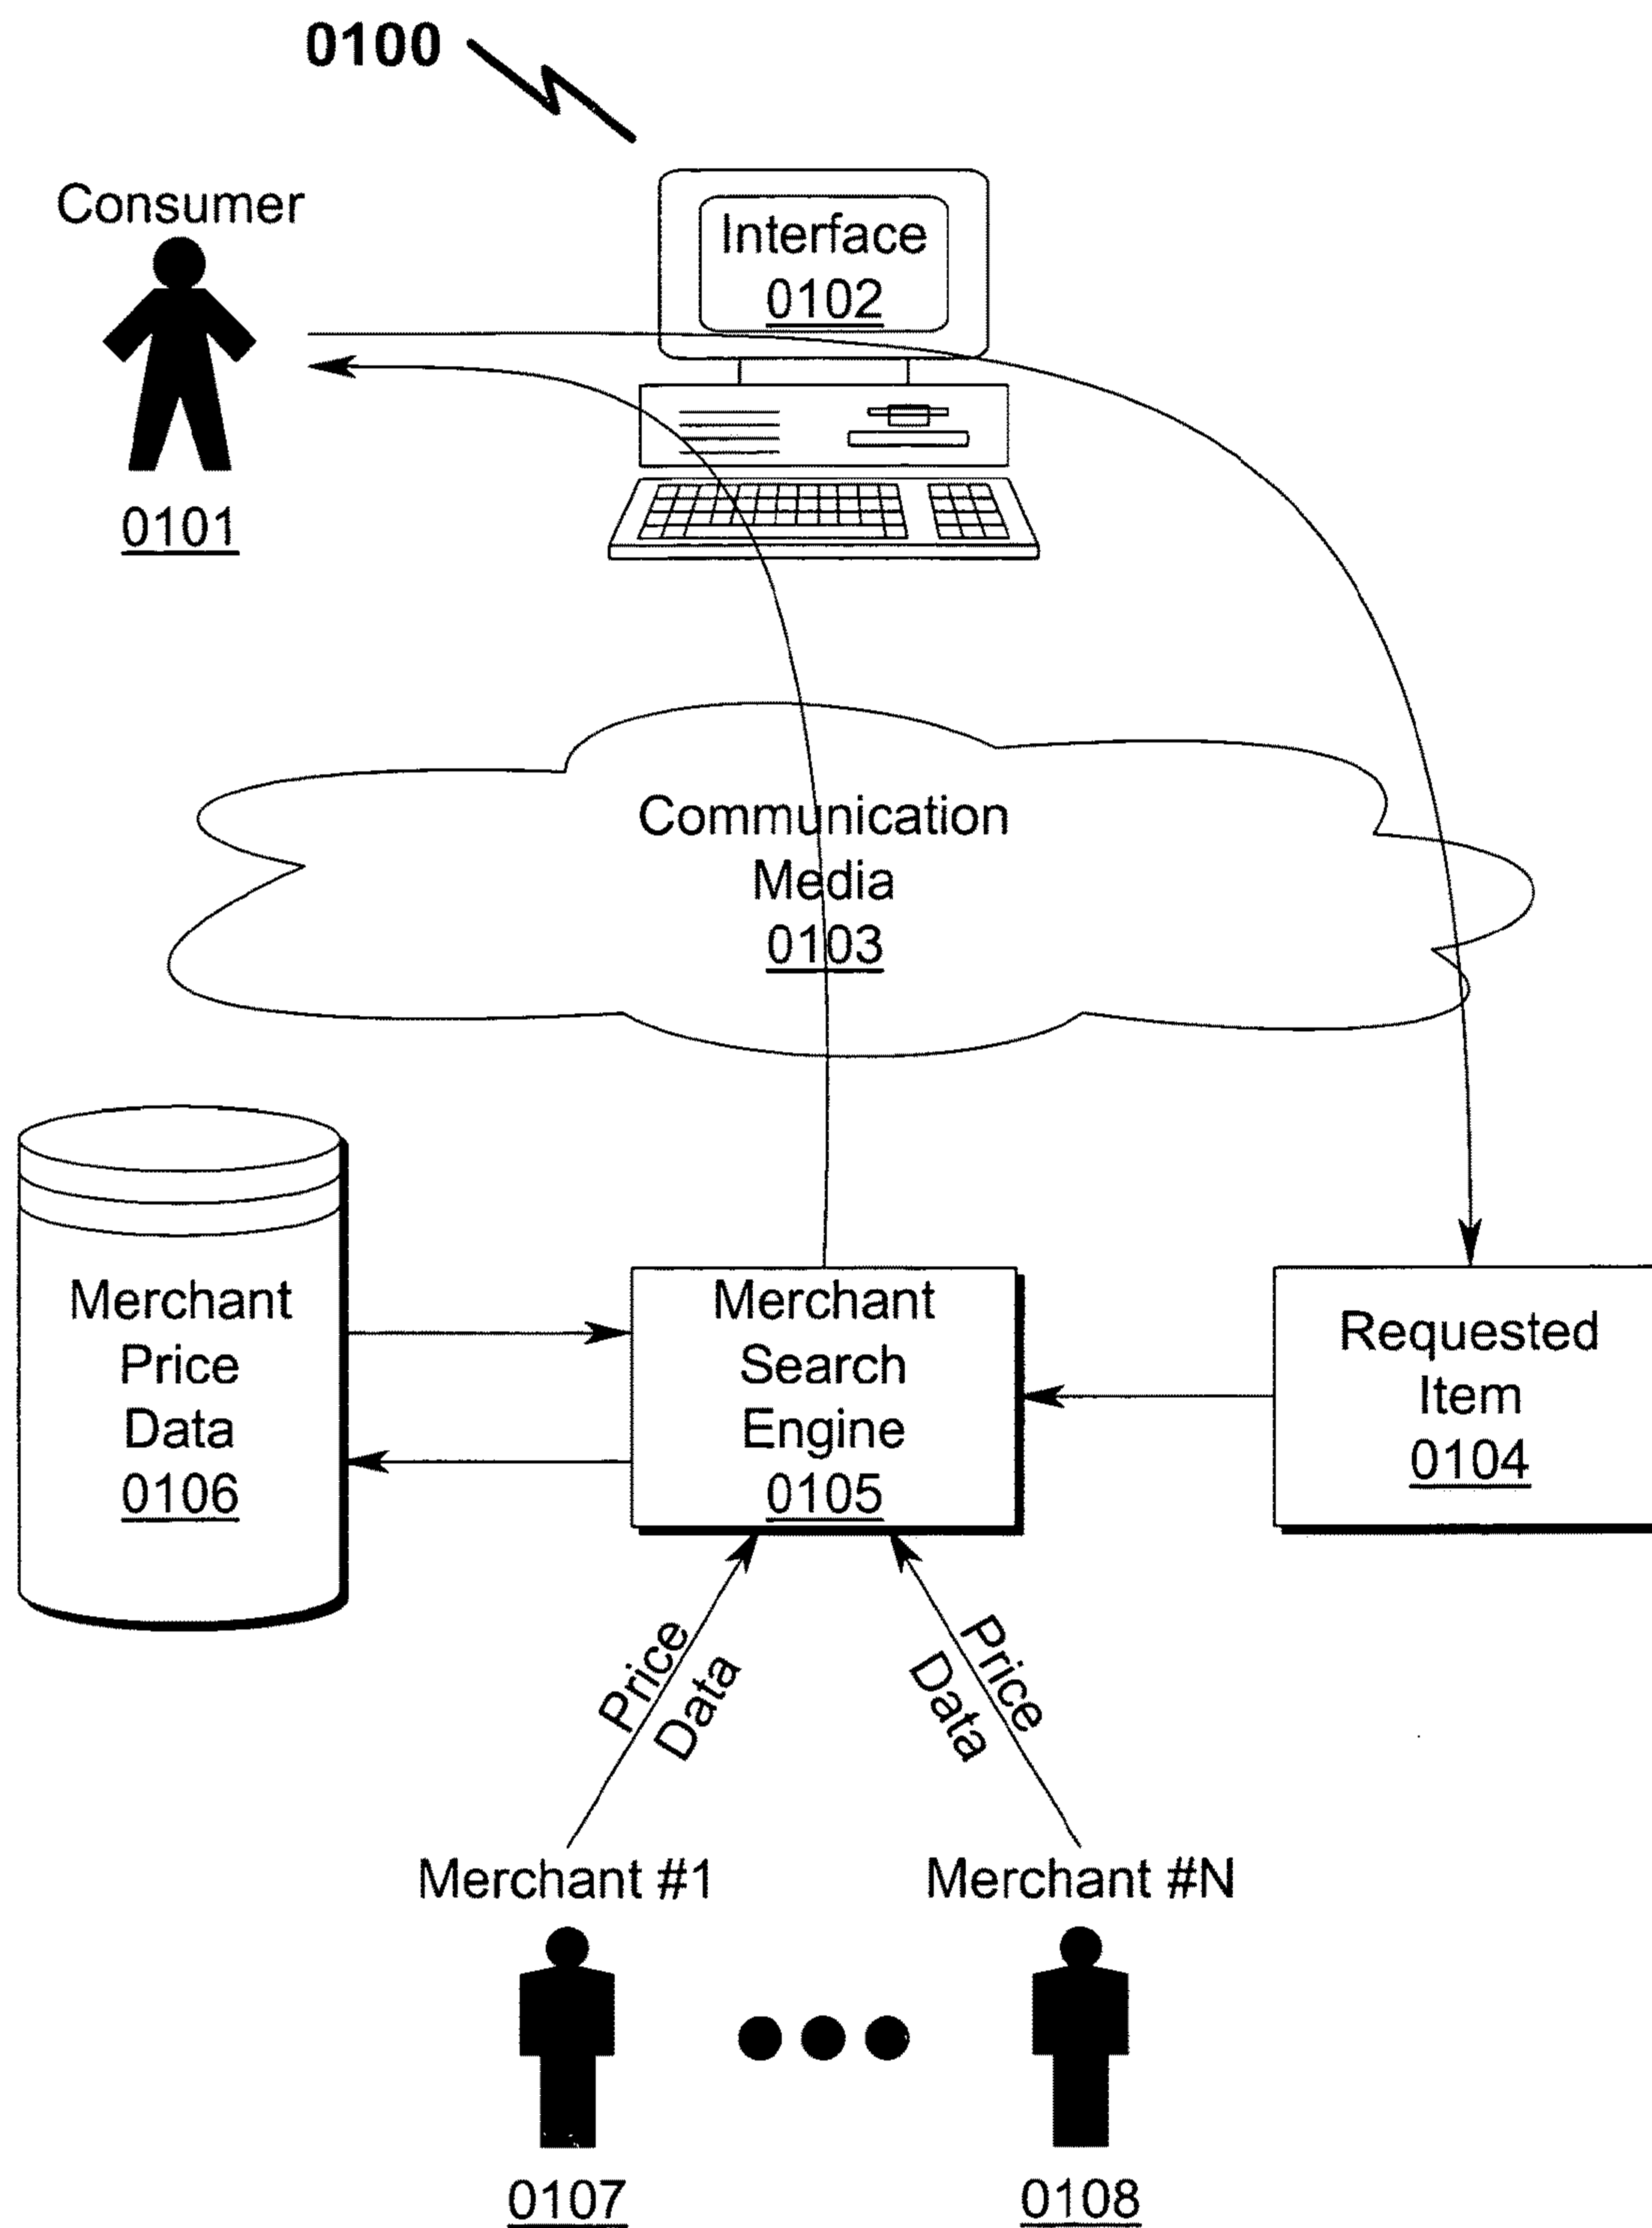 0100
Consumer
0101
Interface
0102
Communication
Media
0103
Merchant
Price
Data
0106
Merchant
Search
Engine
0105
Requested
Item
0104
Price
Data
Price
Data
Merchant #1
Merchant #N
0107
0108